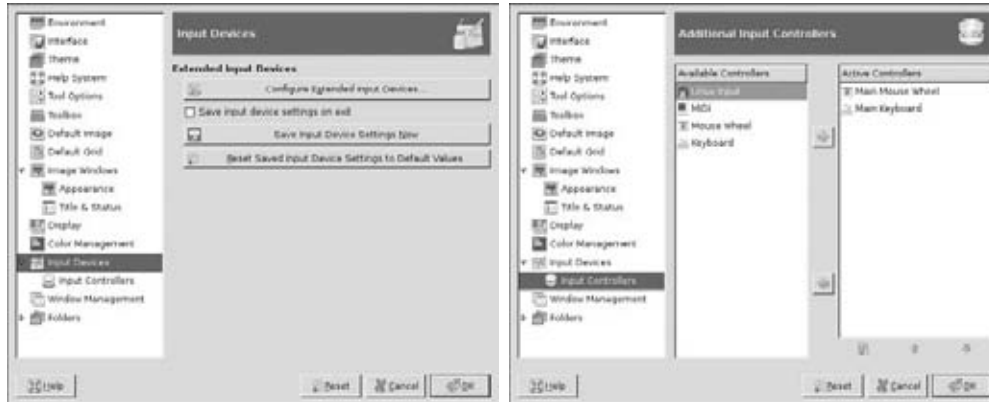 Environment
Interface
Theme
Help System
Tool Options
Toolbox
Default Image
Default Grid
Image Windows
Appearance
Title & Status
Display
Color Management
Input Devices
Input Controllers
Window Management
Folders
Input Devices
Extended Input Devices
Configure Extended Input Devices...
Save input device settings on exit
Save Input Device Settings Now
Reset Saved Input Device Settings to Default Values
Help
Reset
Cancel
OK
Environment
Interface
Theme
Help System
Tool Options
Toolbox
Default Image
Default Grid
Image Windows
Appearance
Title & Status
Display
Color Management
Input Devices
Input Controllers
Window Management
Folders
Additional Input Controllers
Available Controllers
Linux Input
MIDI
Mouse Wheel
Keyboard
Active Controllers
Main Mouse Wheel
Main Keyboard
Help
Reset
Cancel
OK